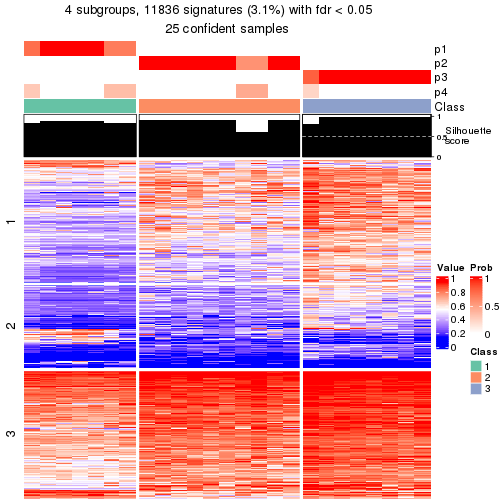 4 subgroups, 11836 signatures (3.1%) with fdr < 0.05
25 confident samples
p1
p2
p3
p4
Class
1
0.5
0
Silhouette
score
1
2
3
Value Prob
1 1
0.8
0.6 0.5
0.4
0.2
0 0
Class
1
2
3